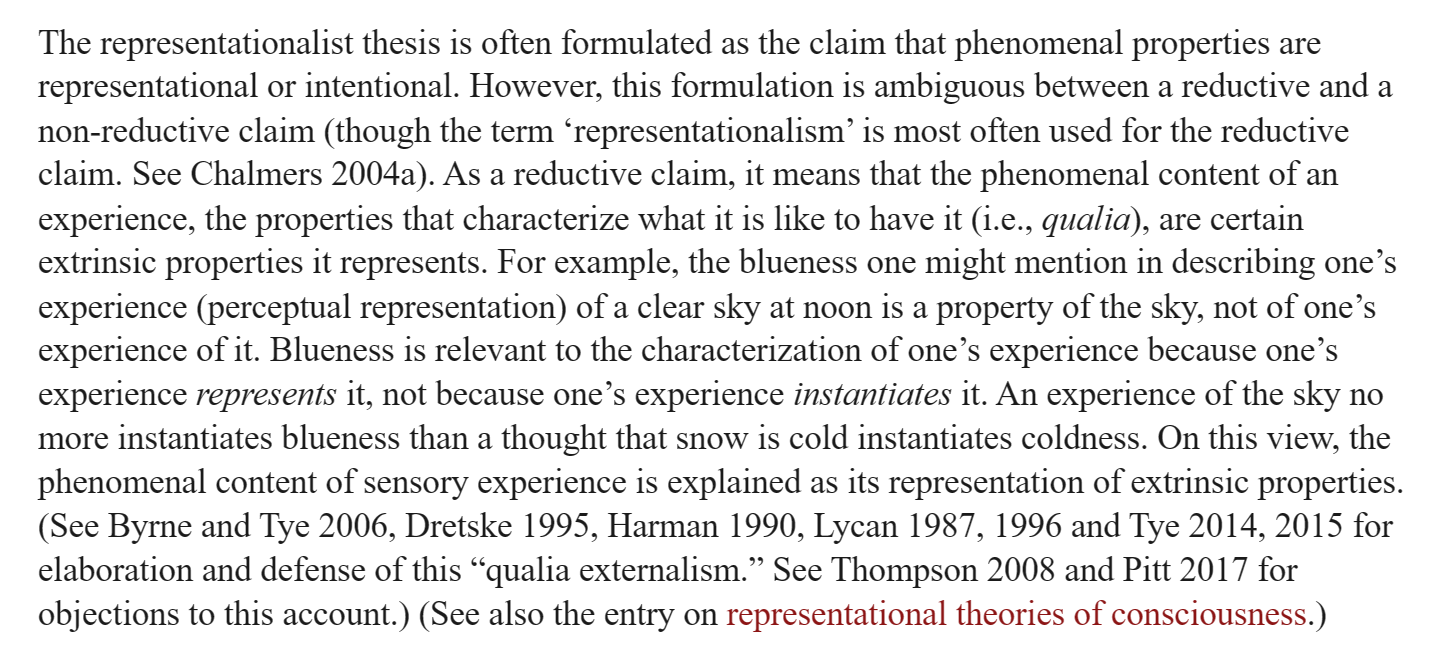 The representationalist thesis is often formulated as the claim that phenomenal properties are
representational or intentional. However, this formulation is ambiguous between a reductive and a
non-reductive claim (though the term ‘representationalism’ is most often used for the reductive
claim. See Chalmers 2004a). As a reductive claim, it means that the phenomenal content of an
experience, the properties that characterize what it is like to have it (i.e., qualia), are certain
extrinsic properties it represents. For example, the blueness one might mention in describing one’s
experience (perceptual representation) of a clear sky at noon is a property of the sky, not of one’s
experience of it. Blueness is relevant to the characterization of one’s experience because one’s
experience represents it, not because one’s experience instantiates it. An experience of the sky no
more instantiates blueness than a thought that snow is cold instantiates coldness. On this view, the
phenomenal content of sensory experience is explained as its representation of extrinsic properties.
(See Byrne and Tye 2006, Dretske 1995, Harman 1990, Lycan 1987, 1996 and Tye 2014, 2015 for
elaboration and defense of this “qualia externalism.” See Thompson 2008 and Pitt 2017 for
objections to this account.) (See also the entry on representational theories of consciousness.)